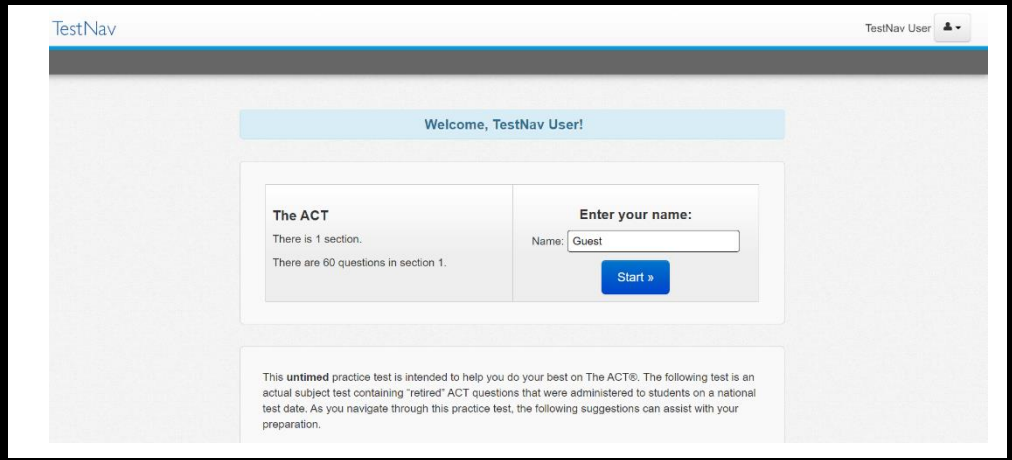 TestNav
TestNav User
Welcome, TestNav User!
The ACT
There is 1 section.
There are 60 questions in section 1.
Enter your name:
Name: Guest
Start »
This untimed practice test is intended to help you do your best on The ACT®. The following test is an
actual subject test containing "retired" ACT questions that were administered to students on a national
test date. As you navigate through this practice test, the following suggestions can assist with your
preparation.